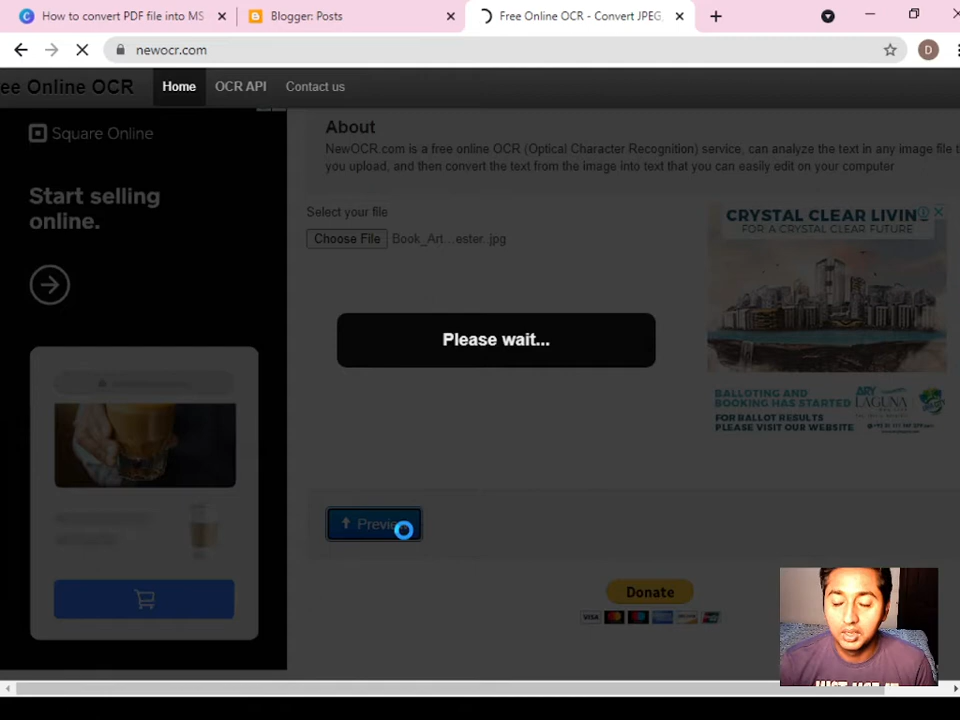 How to convert PDF file into MS
Blogger: Posts
Free Online OCR - Convert JPEG,
newocr.com
D
ee Online OCR
Home
OCR API
Contact us
Square Online
Start selling
online.
About
NewOCR.com is a free online OCR (Optical Character Recognition) service, can analyze the text in any image file t
you upload, and then convert the text from the image into text that you can easily edit on your computer
Select your file
Choose File
Book_Art...ester..jpg
CRYSTAL CLEAR LIVIN
FOR A CRYSTAL CLEAR FUTURE
Please wait...
BALLOTING AND
BOOKING HAS STARTED
FOR BALLOT RESULTS
PLEASE VISIT OUR WEBSITE
ARY
LAGUNA
Previe
Donate
VISA